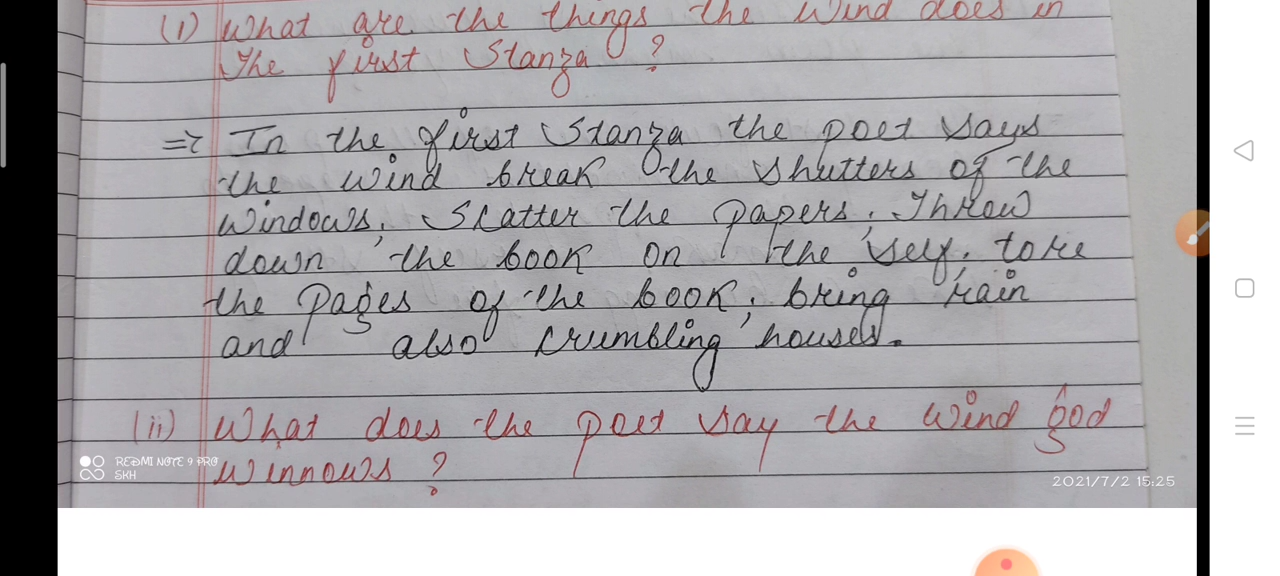 (i) What are the things the wind does in
the first Stanza ?
=> In the first Stanza the poet says
the wind break the shutters of the
windows, Scatter the papers, Throw
down the book on the self, tore
the pages of the book, bring rain
and also crumbling houses.
(ii) What does the poet say the wind god
winnows ?
REDMI NOTE 9 PRO
SKH
2021/7/2 15:25